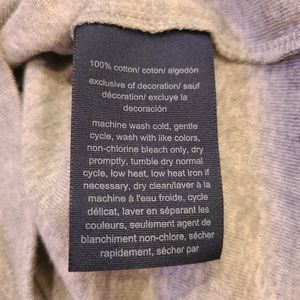 100% cotton/ coton/ algodón
exclusive of decoration/ sauf
décoration/ excluye la
decoración
machine wash cold, gentle
cycle, wash with like colors,
non-chlorine bleach only, dry
promptly, tumble dry normal
cycle, low heat, low heat iron if
necessary, dry clean/laver à la
machine à l'eau froide, cycle
délicat, laver en séparant les
couleurs, seulement agent de
blanchiment non-chlore, sécher
rapidement, sécher par